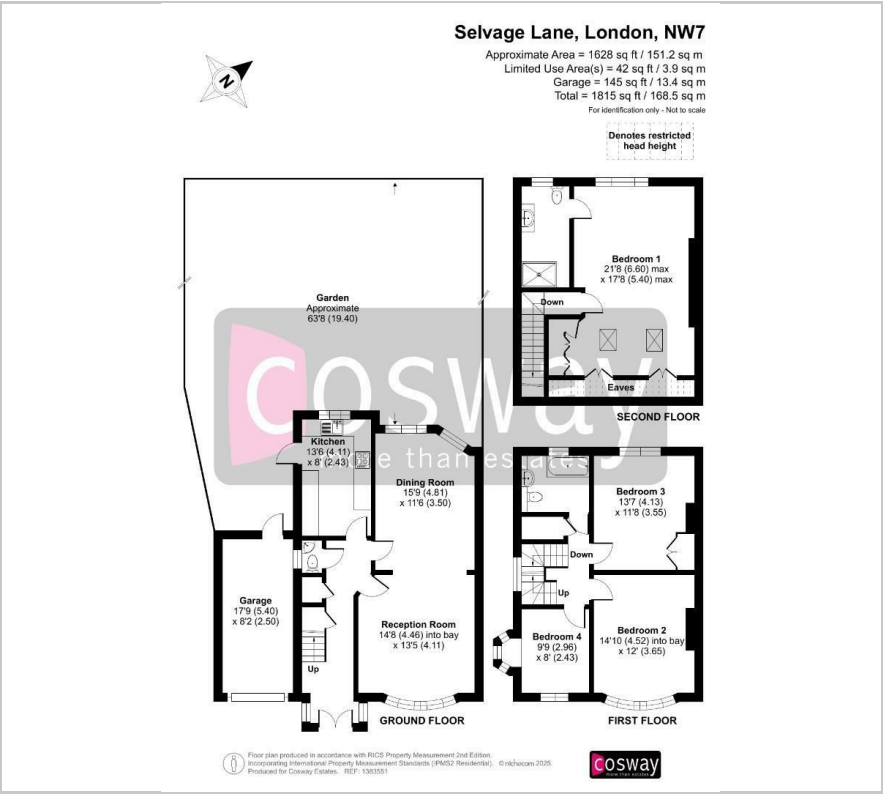 Selvage Lane, London, NW7
Approximate Area = 1628 sq ft / 151.2 sq m
Limited Use Area(s) = 42 sq ft / 3.9 sq m
Garage = 145 sq ft / 13.4 sq m
Total = 1815 sq ft / 168.5 sq m
For identification only - Not to scale
N
Denotes restricted
head height
Garden
Approximate
63'8 (19.40)
Bedroom 1
21'8 (6.60) max
x 17'8 (5.40) max
Down
Eaves
SECOND FLOOR
cosway
more than estates
Kitchen
13'6 (4.11)
x 8' (2.43)
Dining Room
15'9 (4.81)
x 11'6 (3.50)
Bedroom 3
13'7 (4.13)
x 11'8 (3.55)
Down
Up
Garage
17'9 (5.40)
x 8'2 (2.50)
Reception Room
14'8 (4.46) into bay
x 13'5 (4.11)
Up
Bedroom 4
9'9 (2.96)
x 8' (2.43)
Bedroom 2
14'10 (4.52) into bay
x 12' (3.65)
GROUND FLOOR
FIRST FLOOR
Floor plan produced in accordance with RICS Property Measurement 2nd Edition,
Incorporating International Property Measurement Standards (IPMS2 Residential). © nichecom 2025.
Produced for Cosway Estates. REF: 1383551
cosway
more than estates